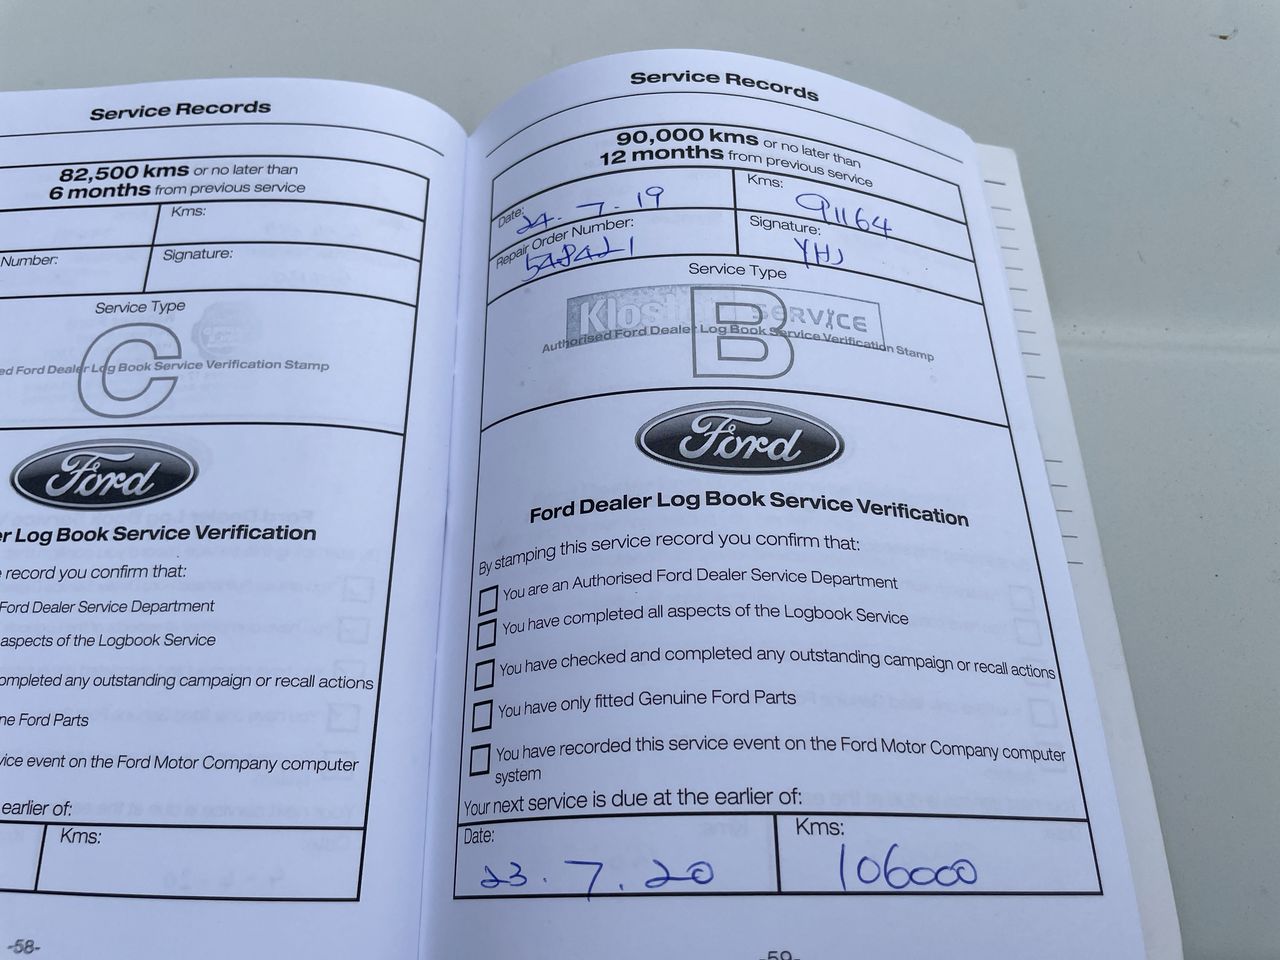 Service Records
82,500 kms or no later than
6 months from previous service
Kms:
Number:
Signature:
Service Type
C
Ford Dealer Log Book Service Verification Stamp
Ford
Log Book Service Verification
record you confirm that:
Ford Dealer Service Department
aspects of the Logbook Service
completed any outstanding campaign or recall actions
Ford Parts
event on the Ford Motor Company computer
earlier of:
Kms:
-58-
Service Records
90,000 kms or no later than
12 months from previous service
Date: 24.7.19
Kms: 91164
Repair Order Number: 548421
Signature: YHJ
Service Type
SERVICE
B
Authorised Ford Dealer Log Book Service Verification Stamp
Ford
Ford Dealer Log Book Service Verification
By stamping this service record you confirm that:
You are an Authorised Ford Dealer Service Department
You have completed all aspects of the Logbook Service
You have checked and completed any outstanding campaign or recall actions
You have only fitted Genuine Ford Parts
You have recorded this service event on the Ford Motor Company computer
system
Your next service is due at the earlier of:
Date: 23.7.20
Kms: 106000
-59-